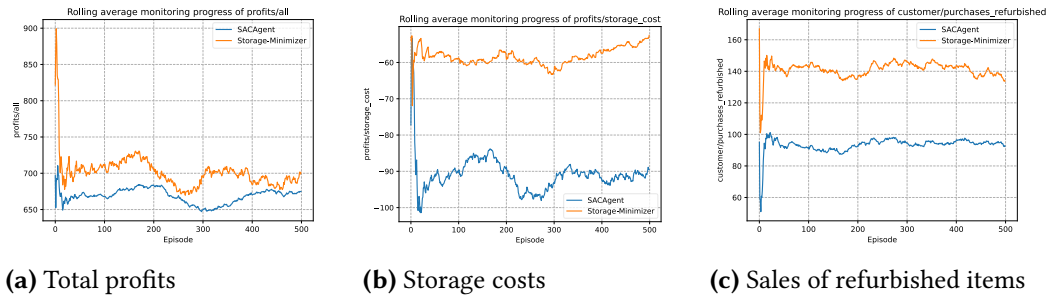 Rolling average monitoring progress of profits/all
900
850
800
750
700
650
profits/all
0
100
200
300
400
500
Episode
SACAgent
Storage-Minimizer
(a) Total profits
Rolling average monitoring progress of profits/storage_cost
−60
−70
−80
−90
−100
profits/storage_cost
0
100
200
300
400
500
Episode
SACAgent
Storage-Minimizer
(b) Storage costs
Rolling average monitoring progress of customer/purchases_refurbished
160
140
120
100
80
60
customer/purchases_refurbished
0
100
200
300
400
500
Episode
SACAgent
Storage-Minimizer
(c) Sales of refurbished items